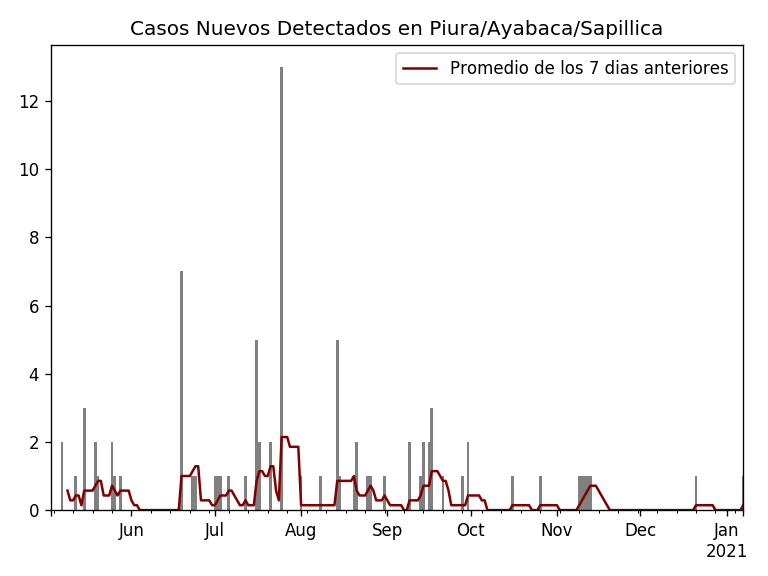 Casos Nuevos Detectados en Piura/Ayabaca/Sapillica
Promedio de los 7 dias anteriores
12
10
8
6
4
2
0
Jun Jul Aug Sep Oct Nov Dec Jan
2021